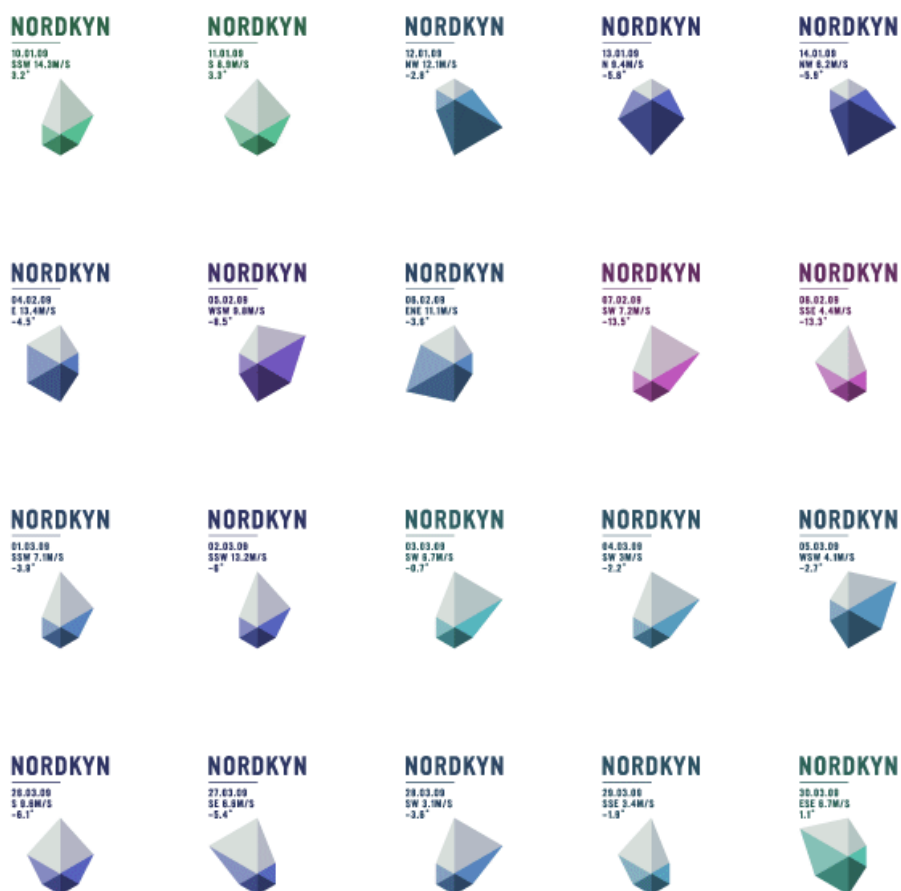 NORDKYN
10.01.09
SSW 14.3M/S
3.2°
NORDKYN
11.01.09
S 8.9M/S
3.3°
NORDKYN
12.01.09
NW 12.1M/S
-2.8°
NORDKYN
13.01.09
N 9.4M/S
-5.8°
NORDKYN
14.01.09
NW 6.2M/S
-5.9°
NORDKYN
04.02.09
E 13.4M/S
-4.5°
NORDKYN
05.02.09
WSW 9.8M/S
-8.5°
NORDKYN
06.02.09
ENE 11.1M/S
-3.6°
NORDKYN
07.02.09
SW 7.2M/S
-13.5°
NORDKYN
08.02.09
SSE 4.4M/S
-13.3°
NORDKYN
01.03.09
SSW 7.1M/S
-3.8°
NORDKYN
02.03.09
SSW 13.2M/S
-6°
NORDKYN
03.03.09
SW 6.7M/S
-0.7°
NORDKYN
04.03.09
SW 3M/S
-2.2°
NORDKYN
05.03.09
WSW 4.1M/S
-2.7°
NORDKYN
26.03.09
S 9.6M/S
-6.1°
NORDKYN
27.03.09
SE 6.6M/S
-5.4°
NORDKYN
28.03.09
SW 3.1M/S
-3.6°
NORDKYN
29.03.09
SSE 3.4M/S
-1.9°
NORDKYN
30.03.09
ESE 6.7M/S
1.1°